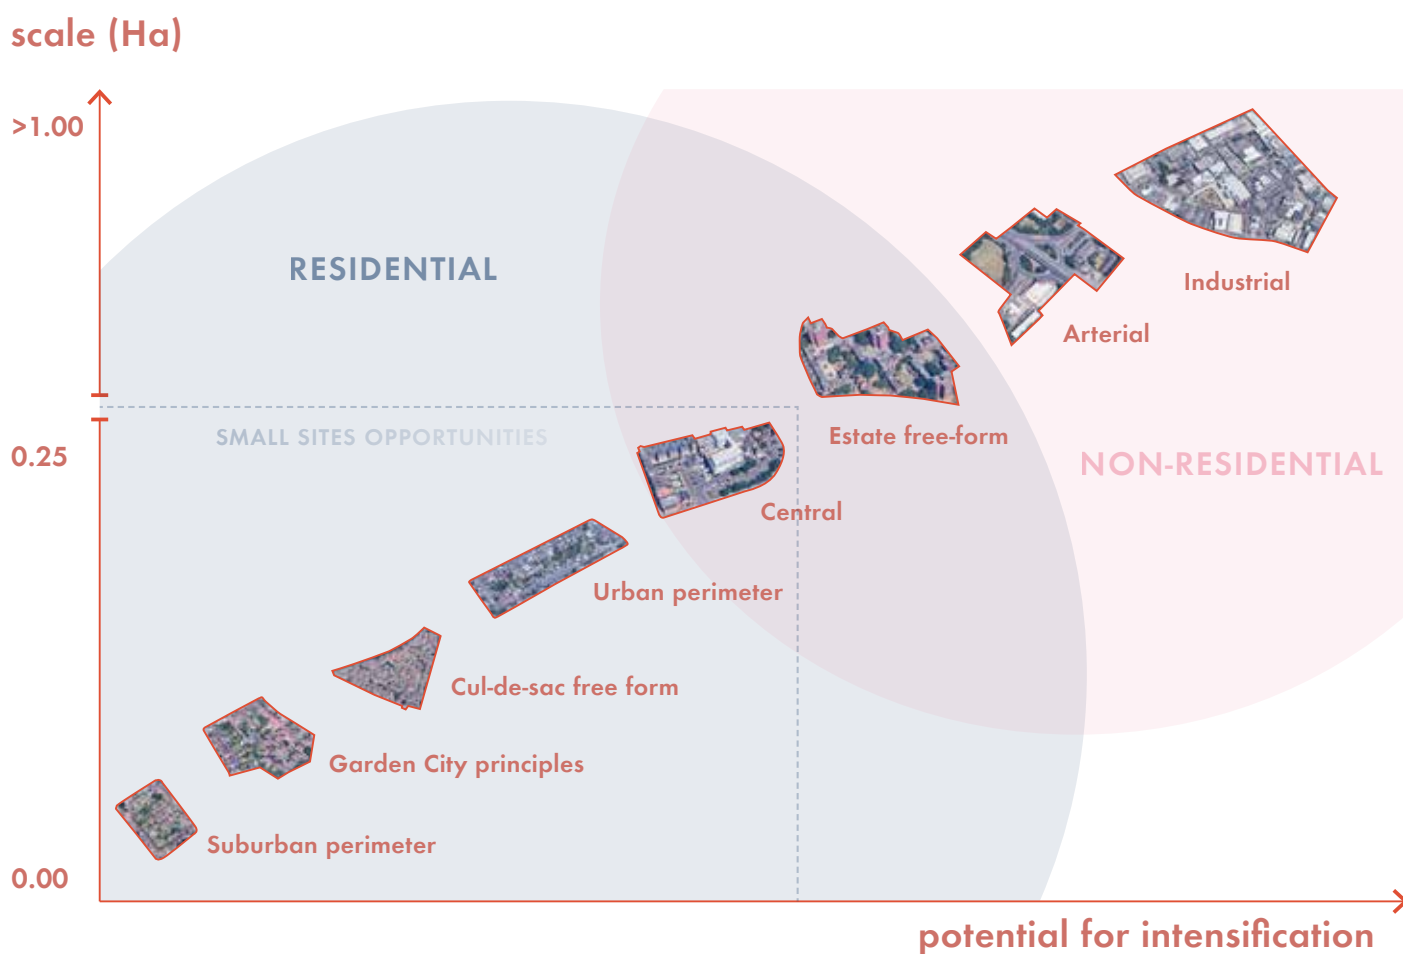 scale (Ha)
>1.00
RESIDENTIAL
Industrial
Arterial
SMALL SITES OPPORTUNITIES
Estate free-form
0.25
NON-RESIDENTIAL
Central
Urban perimeter
Cul-de-sac free form
Garden City principles
Suburban perimeter
0.00
potential for intensification